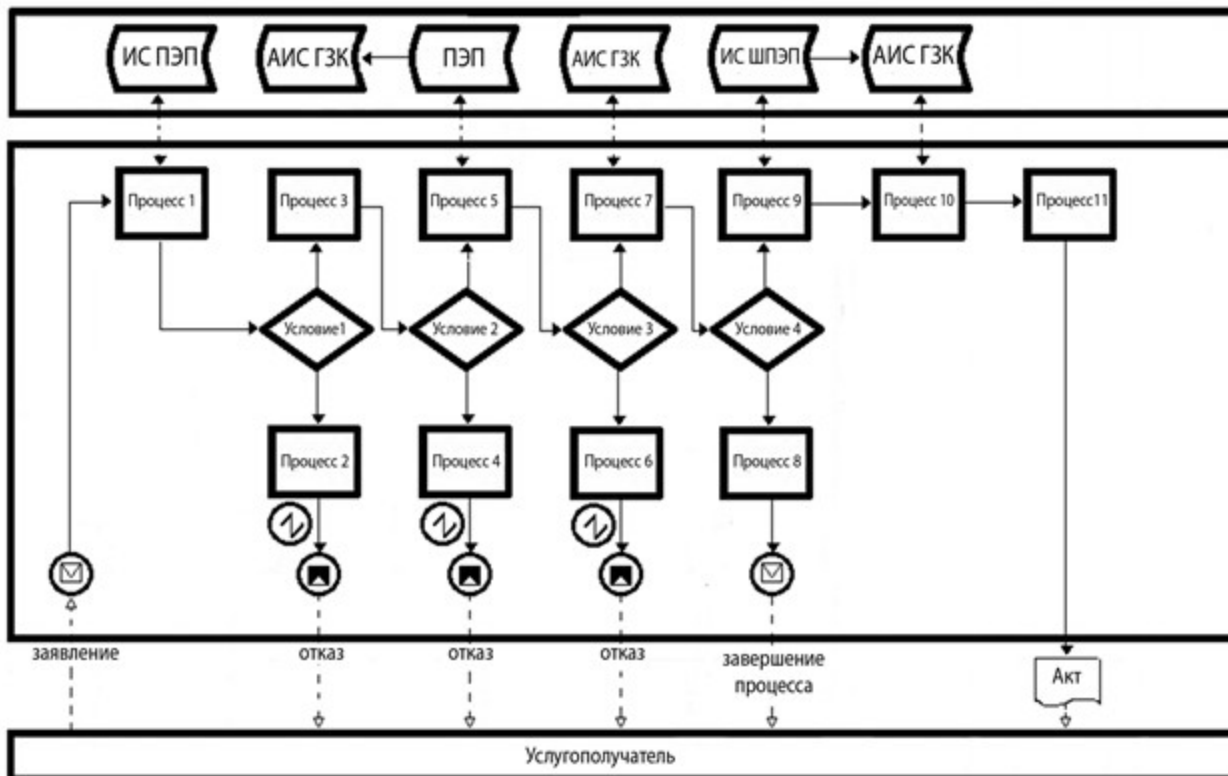 ИС ПЭП
АИС ГЗК
ПЭП
АИС ГЗК
ИС ШПЭП
АИС ГЗК
Процесс 1
Процесс 3
Процесс 5
Процесс 7
Процесс 9
Процесс 10
Процесс11
Условие1
Условие 2
Условие 3
Условие 4
Процесс 2
Процесс 4
Процесс 6
Процесс 8
заявление
отказ
отказ
отказ
завершение
процесса
Акт
Услугополучатель